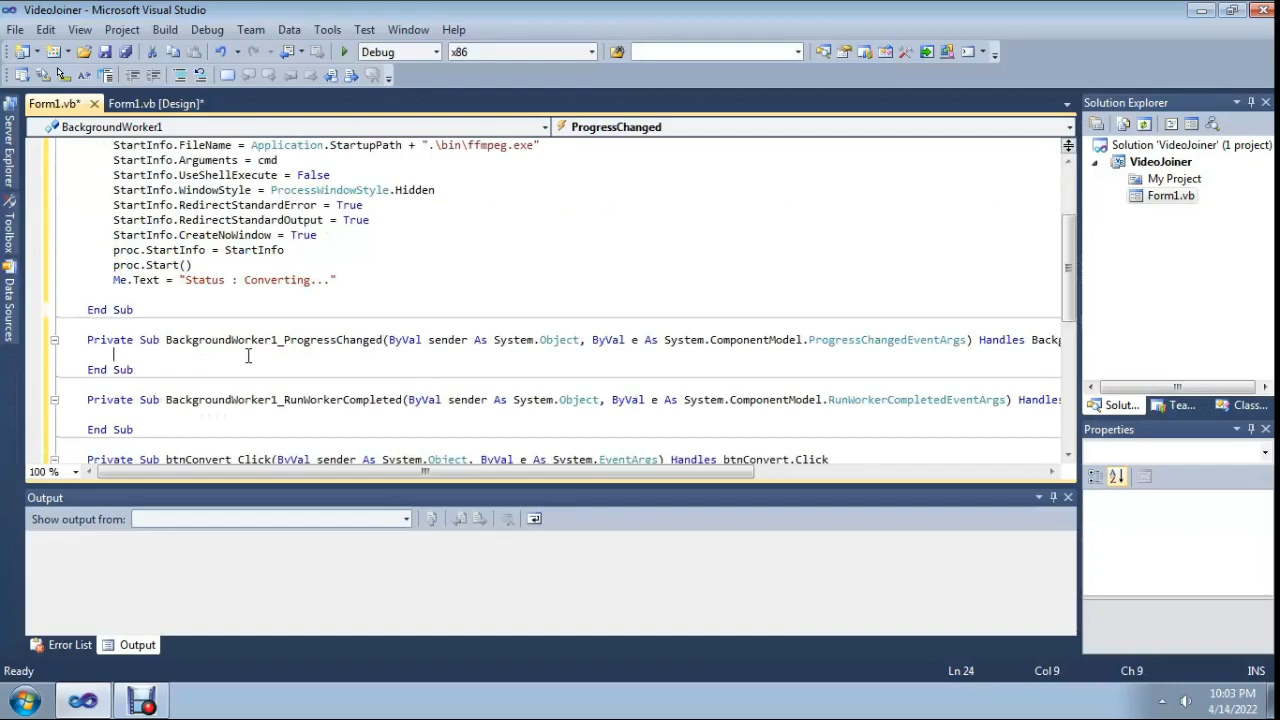 VideoJoiner - Microsoft Visual Studio
File Edit View Project Build Debug Team Data Tools Test Window Help
Debug x86
Form1.vb* Form1.vb [Design]*
BackgroundWorker1 ProgressChanged
StartInfo.FileName = Application.StartupPath + ".\bin\ffmpeg.exe"
StartInfo.Arguments = cmd
StartInfo.UseShellExecute = False
StartInfo.WindowStyle = ProcessWindowStyle.Hidden
StartInfo.RedirectStandardError = True
StartInfo.RedirectStandardOutput = True
StartInfo.CreateNoWindow = True
proc.StartInfo = StartInfo
proc.Start()
Me.Text = "Status : Converting..."
End Sub
Private Sub BackgroundWorker1_ProgressChanged(ByVal sender As System.Object, ByVal e As System.ComponentModel.ProgressChangedEventArgs) Handles Backg
End Sub
Private Sub BackgroundWorker1_RunWorkerCompleted(ByVal sender As System.Object, ByVal e As System.ComponentModel.RunWorkerCompletedEventArgs) Handles
End Sub
Private Sub btnConvert_Click(ByVal sender As System.Object, ByVal e As System.EventArgs) Handles btnConvert.Click
100 %
Server Explorer
Toolbox
Data Sources
Solution Explorer
Solution 'VideoJoiner' (1 project)
VideoJoiner
My Project
Form1.vb
Solut... Tea... Class...
Properties
Output
Show output from:
Error List Output
Ready Ln 24 Col 9 Ch 9 INS
10:03 PM
4/14/2022